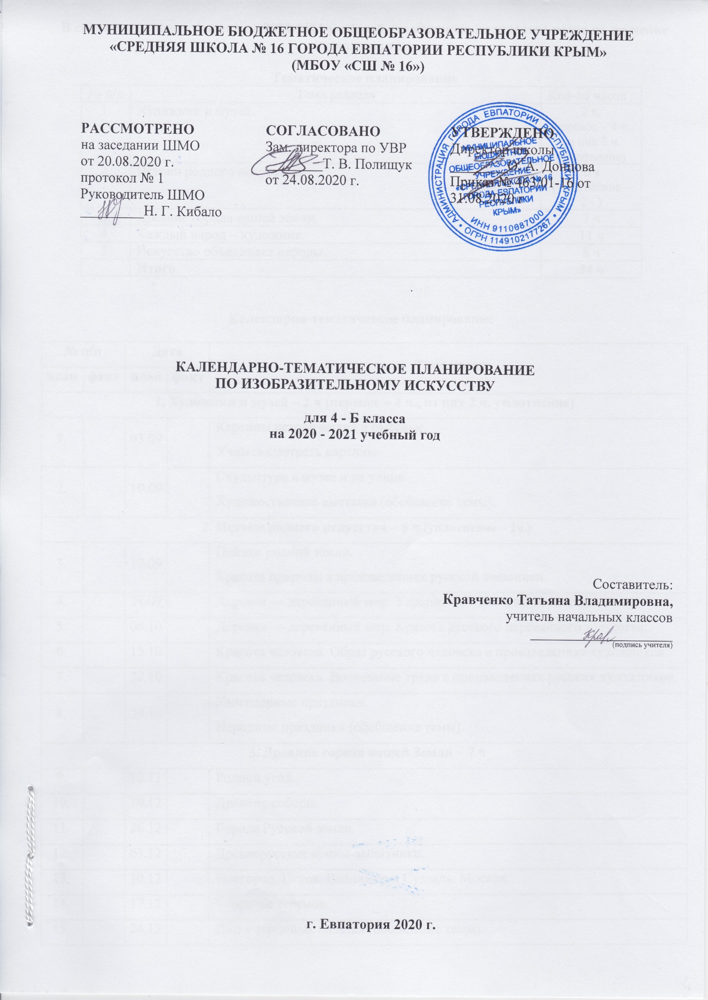 МУНИЦИПАЛЬНОЕ БЮДЖЕТНОЕ ОБЩЕОБРАЗОВАТЕЛЬНОЕ УЧРЕЖДЕНИЕ
«СРЕДНЯЯ ШКОЛА № 16 ГОРОДА ЕВПАТОРИИ РЕСПУБЛИКИ КРЫМ»
(МБОУ «СШ № 16»)
РАССМОТРЕНО
на заседании ШМО
от 20.08.2020 г.
протокол № 1
Руководитель ШМО
Н. Г. Кибало
СОГЛАСОВАНО
Зам. директора по УВР
Т. В. Полищук
от 24.08.2020 г.
УТВЕРЖДЕНО
Директор школы
О. А. Донцова
Приказ № 463/01-16 от
31.08.2020 г.
АДМИНИСТРАЦИЯ ГОРОДА ЕВПАТОРИИ РЕСПУБЛИКИ КРЫМ
• ОГРН 1149102177267 •
МУНИЦИПАЛЬНОЕ
БЮДЖЕТНОЕ
ОБЩЕОБРАЗОВАТЕЛЬНОЕ
УЧРЕЖДЕНИЕ
«СРЕДНЯЯ ШКОЛА № 16
ГОРОДА ЕВПАТОРИИ
РЕСПУБЛИКИ
КРЫМ»
ИНН 9110087000
КАЛЕНДАРНО-ТЕМАТИЧЕСКОЕ ПЛАНИРОВАНИЕ
ПО ИЗОБРАЗИТЕЛЬНОМУ ИСКУССТВУ
для 4 - Б класса
на 2020 - 2021 учебный год
Составитель:
Кравченко Татьяна Владимировна,
учитель начальных классов
Крав
(подпись учителя)
г. Евпатория 2020 г.